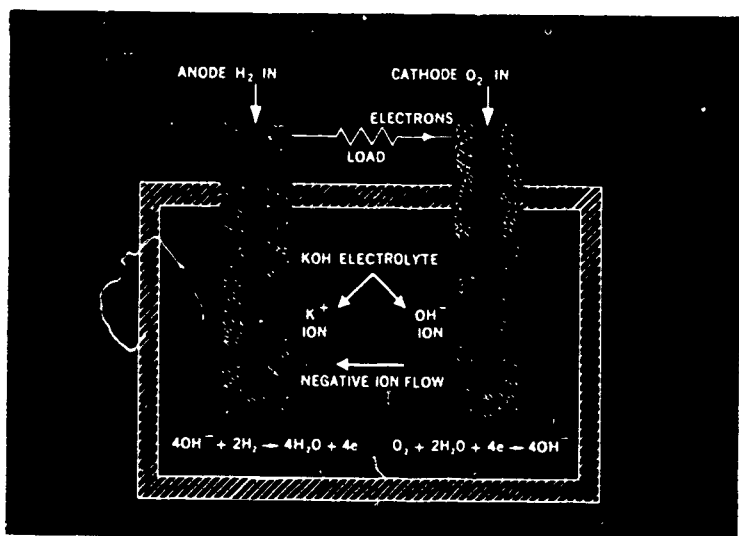 ANODE H₂ IN
CATHODE O₂ IN
ELECTRONS
LOAD
KOH ELECTROLYTE
K⁺
ION
OH⁻
ION
NEGATIVE ION FLOW
4OH⁻ + 2H₂ → 4H₂O + 4e
O₂ + 2H₂O + 4e → 4OH⁻